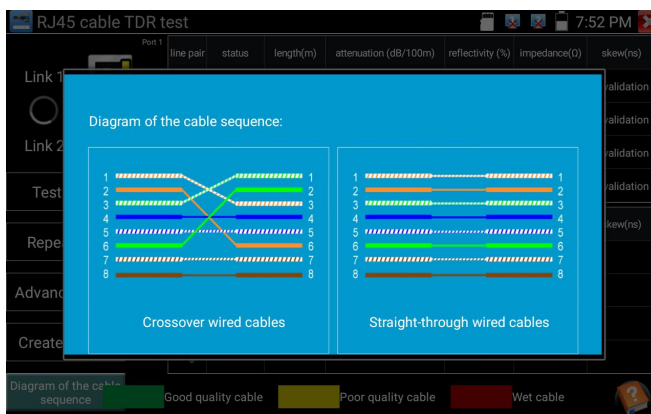 RJ45 cable TDR test
7:52 PM
Port 1
line pair status length(m) attenuation (dB/100m) reflectivity (%) impedance(Ω) skew(ns)
Link 1
validation
validation
Link 2
validation
Test
validation
skew(ns)
Repe
Advanc
Create
Diagram of the cable sequence:
1 1
2 2
3 3
4 4
5 5
6 6
7 7
8 8
Crossover wired cables
1 1
2 2
3 3
4 4
5 5
6 6
7 7
8 8
Straight-through wired cables
Diagram of the cable
sequence
Good quality cable
Poor quality cable
Wet cable
?